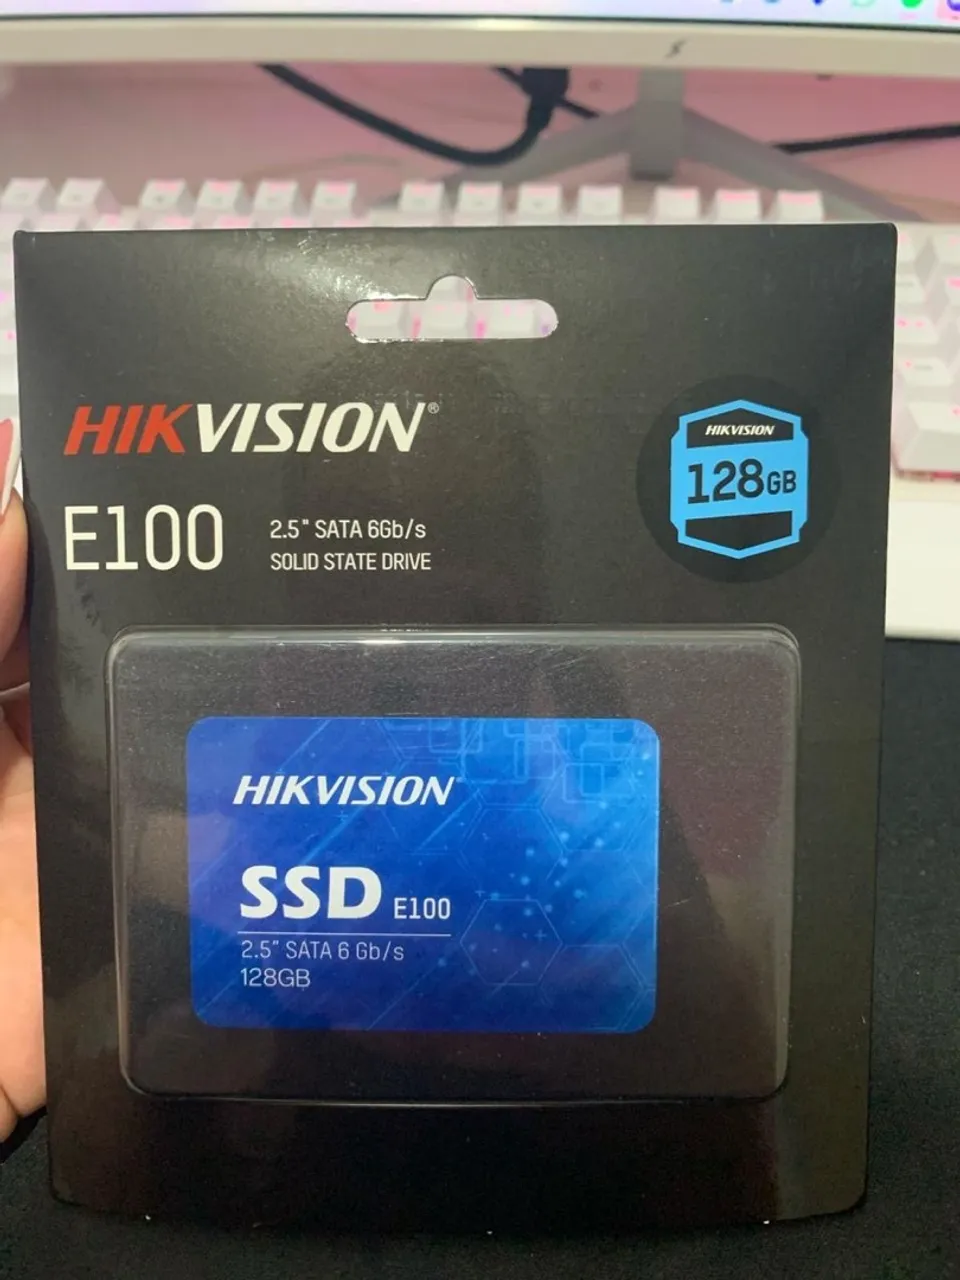 HIKVISION®
HIKVISION
128GB
E100
2.5" SATA 6Gb/s
SOLID STATE DRIVE
HIKVISION
SSD E100
2.5" SATA 6 Gb/s
128GB